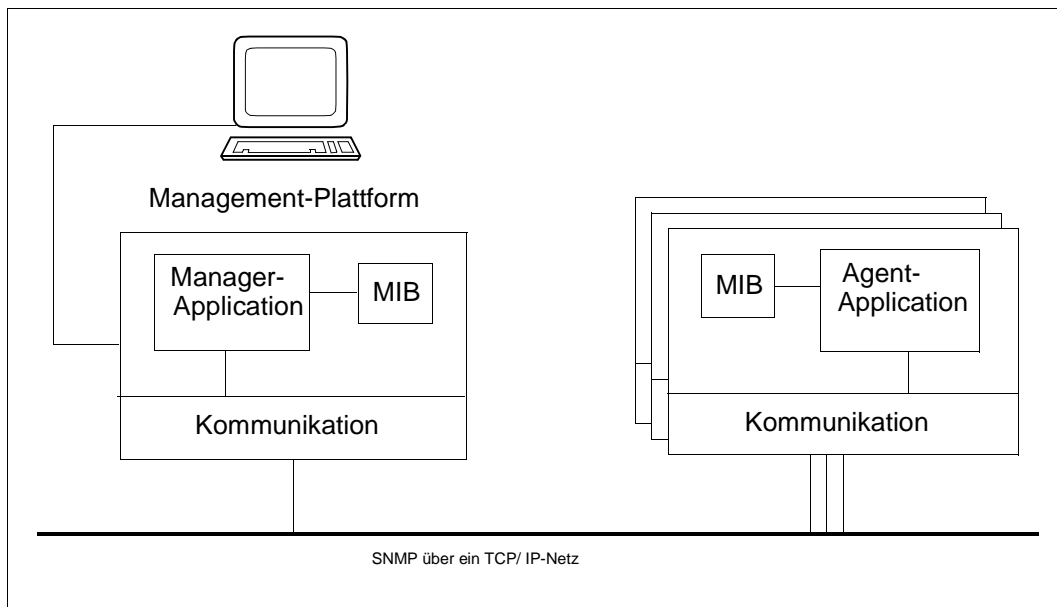 Management-Plattform
Manager-
Application
MIB
Kommunikation
MIB
Agent-
Application
Kommunikation
SNMP über ein TCP/ IP-Netz